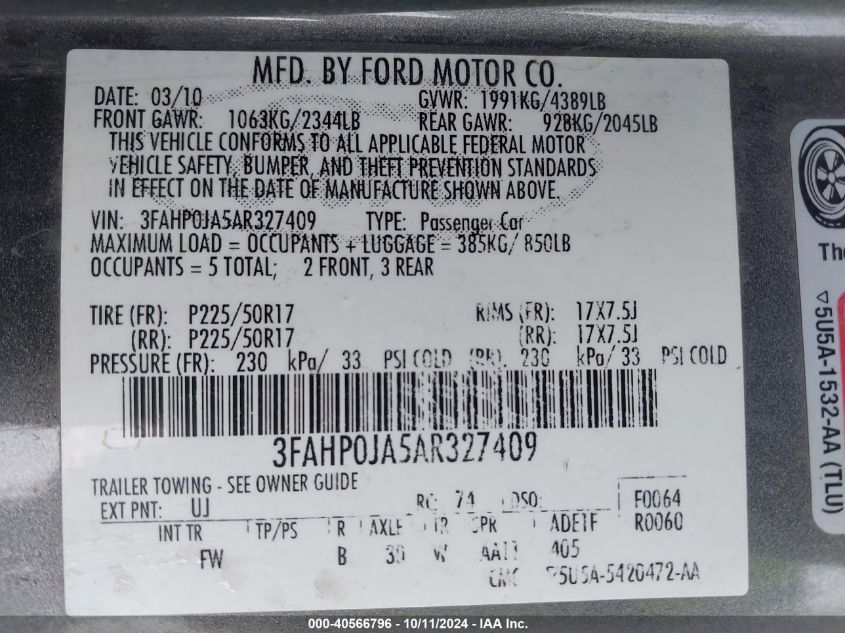 MFD. BY FORD MOTOR CO.
DATE: 03/10 GVWR: 1991KG/4389LB
FRONT GAWR: 1063KG/2344LB REAR GAWR: 928KG/2045LB
THIS VEHICLE CONFORMS TO ALL APPLICABLE FEDERAL MOTOR
VEHICLE SAFETY, BUMPER, AND THEFT PREVENTION STANDARDS
IN EFFECT ON THE DATE OF MANUFACTURE SHOWN ABOVE.
VIN: 3FAHP0JA5AR327409 TYPE: Passenger Car
MAXIMUM LOAD = OCCUPANTS + LUGGAGE = 385KG/ 850LB
OCCUPANTS = 5 TOTAL; 2 FRONT, 3 REAR
TIRE (FR): P225/50R17 RIMS (FR): 17X7.5J
(RR): P225/50R17 (RR): 17X7.5J
PRESSURE (FR): 230 kPa/ 33 PSI COLD (RR): 230 kPa/ 33 PSI COLD
3FAHP0JA5AR327409
TRAILER TOWING - SEE OWNER GUIDE
EXT PNT: UJ RC: 74 DSO: F0064
R0060
INT TR TP/PS R AXLE TR SPR
FW B 30 W 405
5U5A-5420472-AA
The
▽5U5A-1532-AA (TLU)
000-40566796 - 10/11/2024 - IAA Inc.